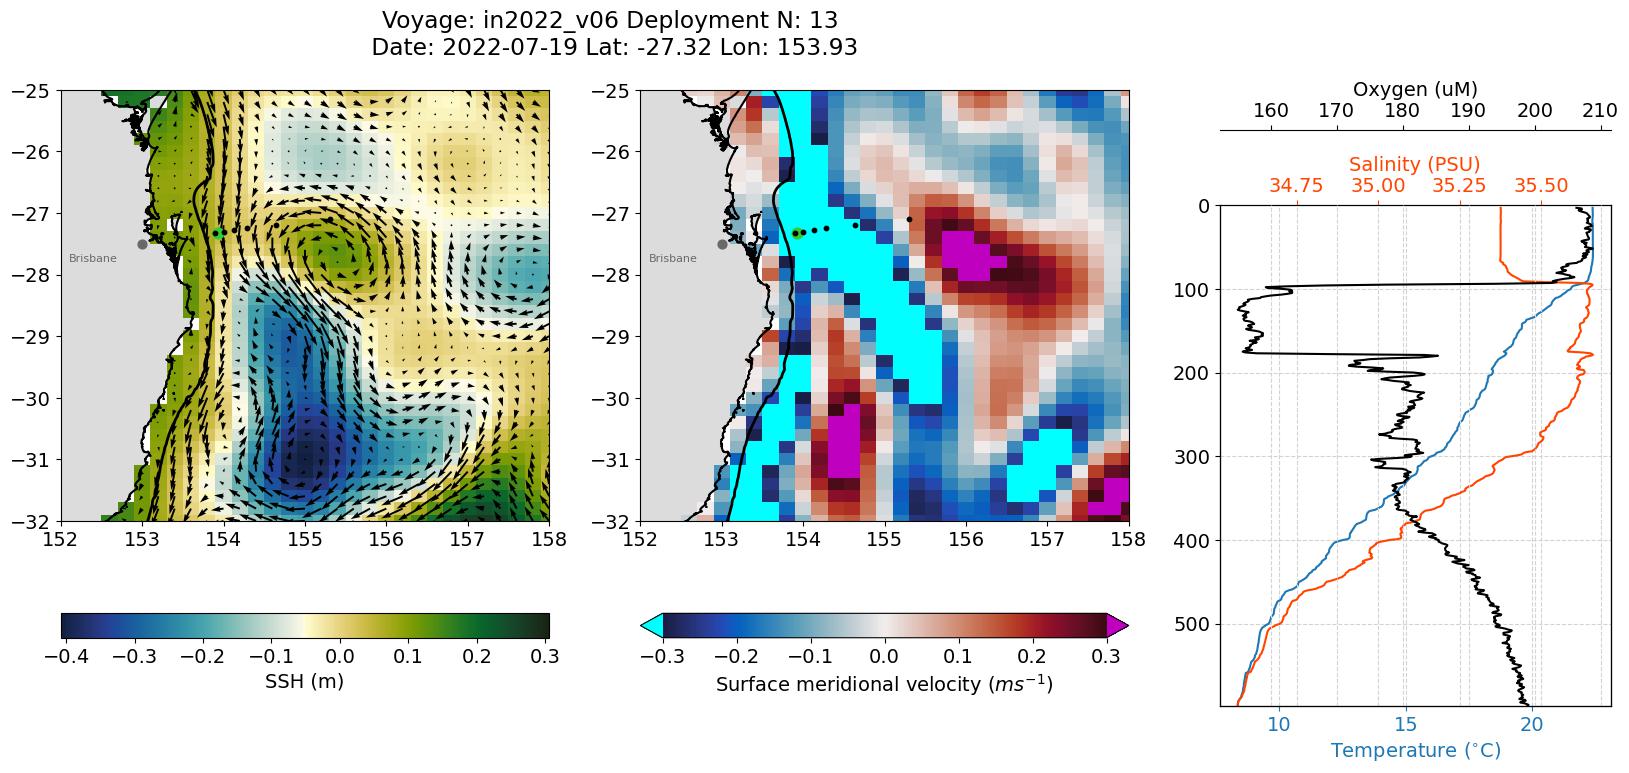 Voyage: in2022_v06 Deployment N: 13
Date: 2022-07-19 Lat: -27.32 Lon: 153.93
−25
−26
−27
−28
−29
−30
−31
−32
152 153 154 155 156 157 158
Brisbane
−0.4 −0.3 −0.2 −0.1 0.0 0.1 0.2 0.3
SSH (m)
−25
−26
−27
−28
−29
−30
−31
−32
152 153 154 155 156 157 158
Brisbane
−0.3 −0.2 −0.1 0.0 0.1 0.2 0.3
Surface meridional velocity (ms⁻¹)
Oxygen (uM)
160 170 180 190 200 210
Salinity (PSU)
34.75 35.00 35.25 35.50
0
100
200
300
400
500
10 15 20
Temperature (°C)